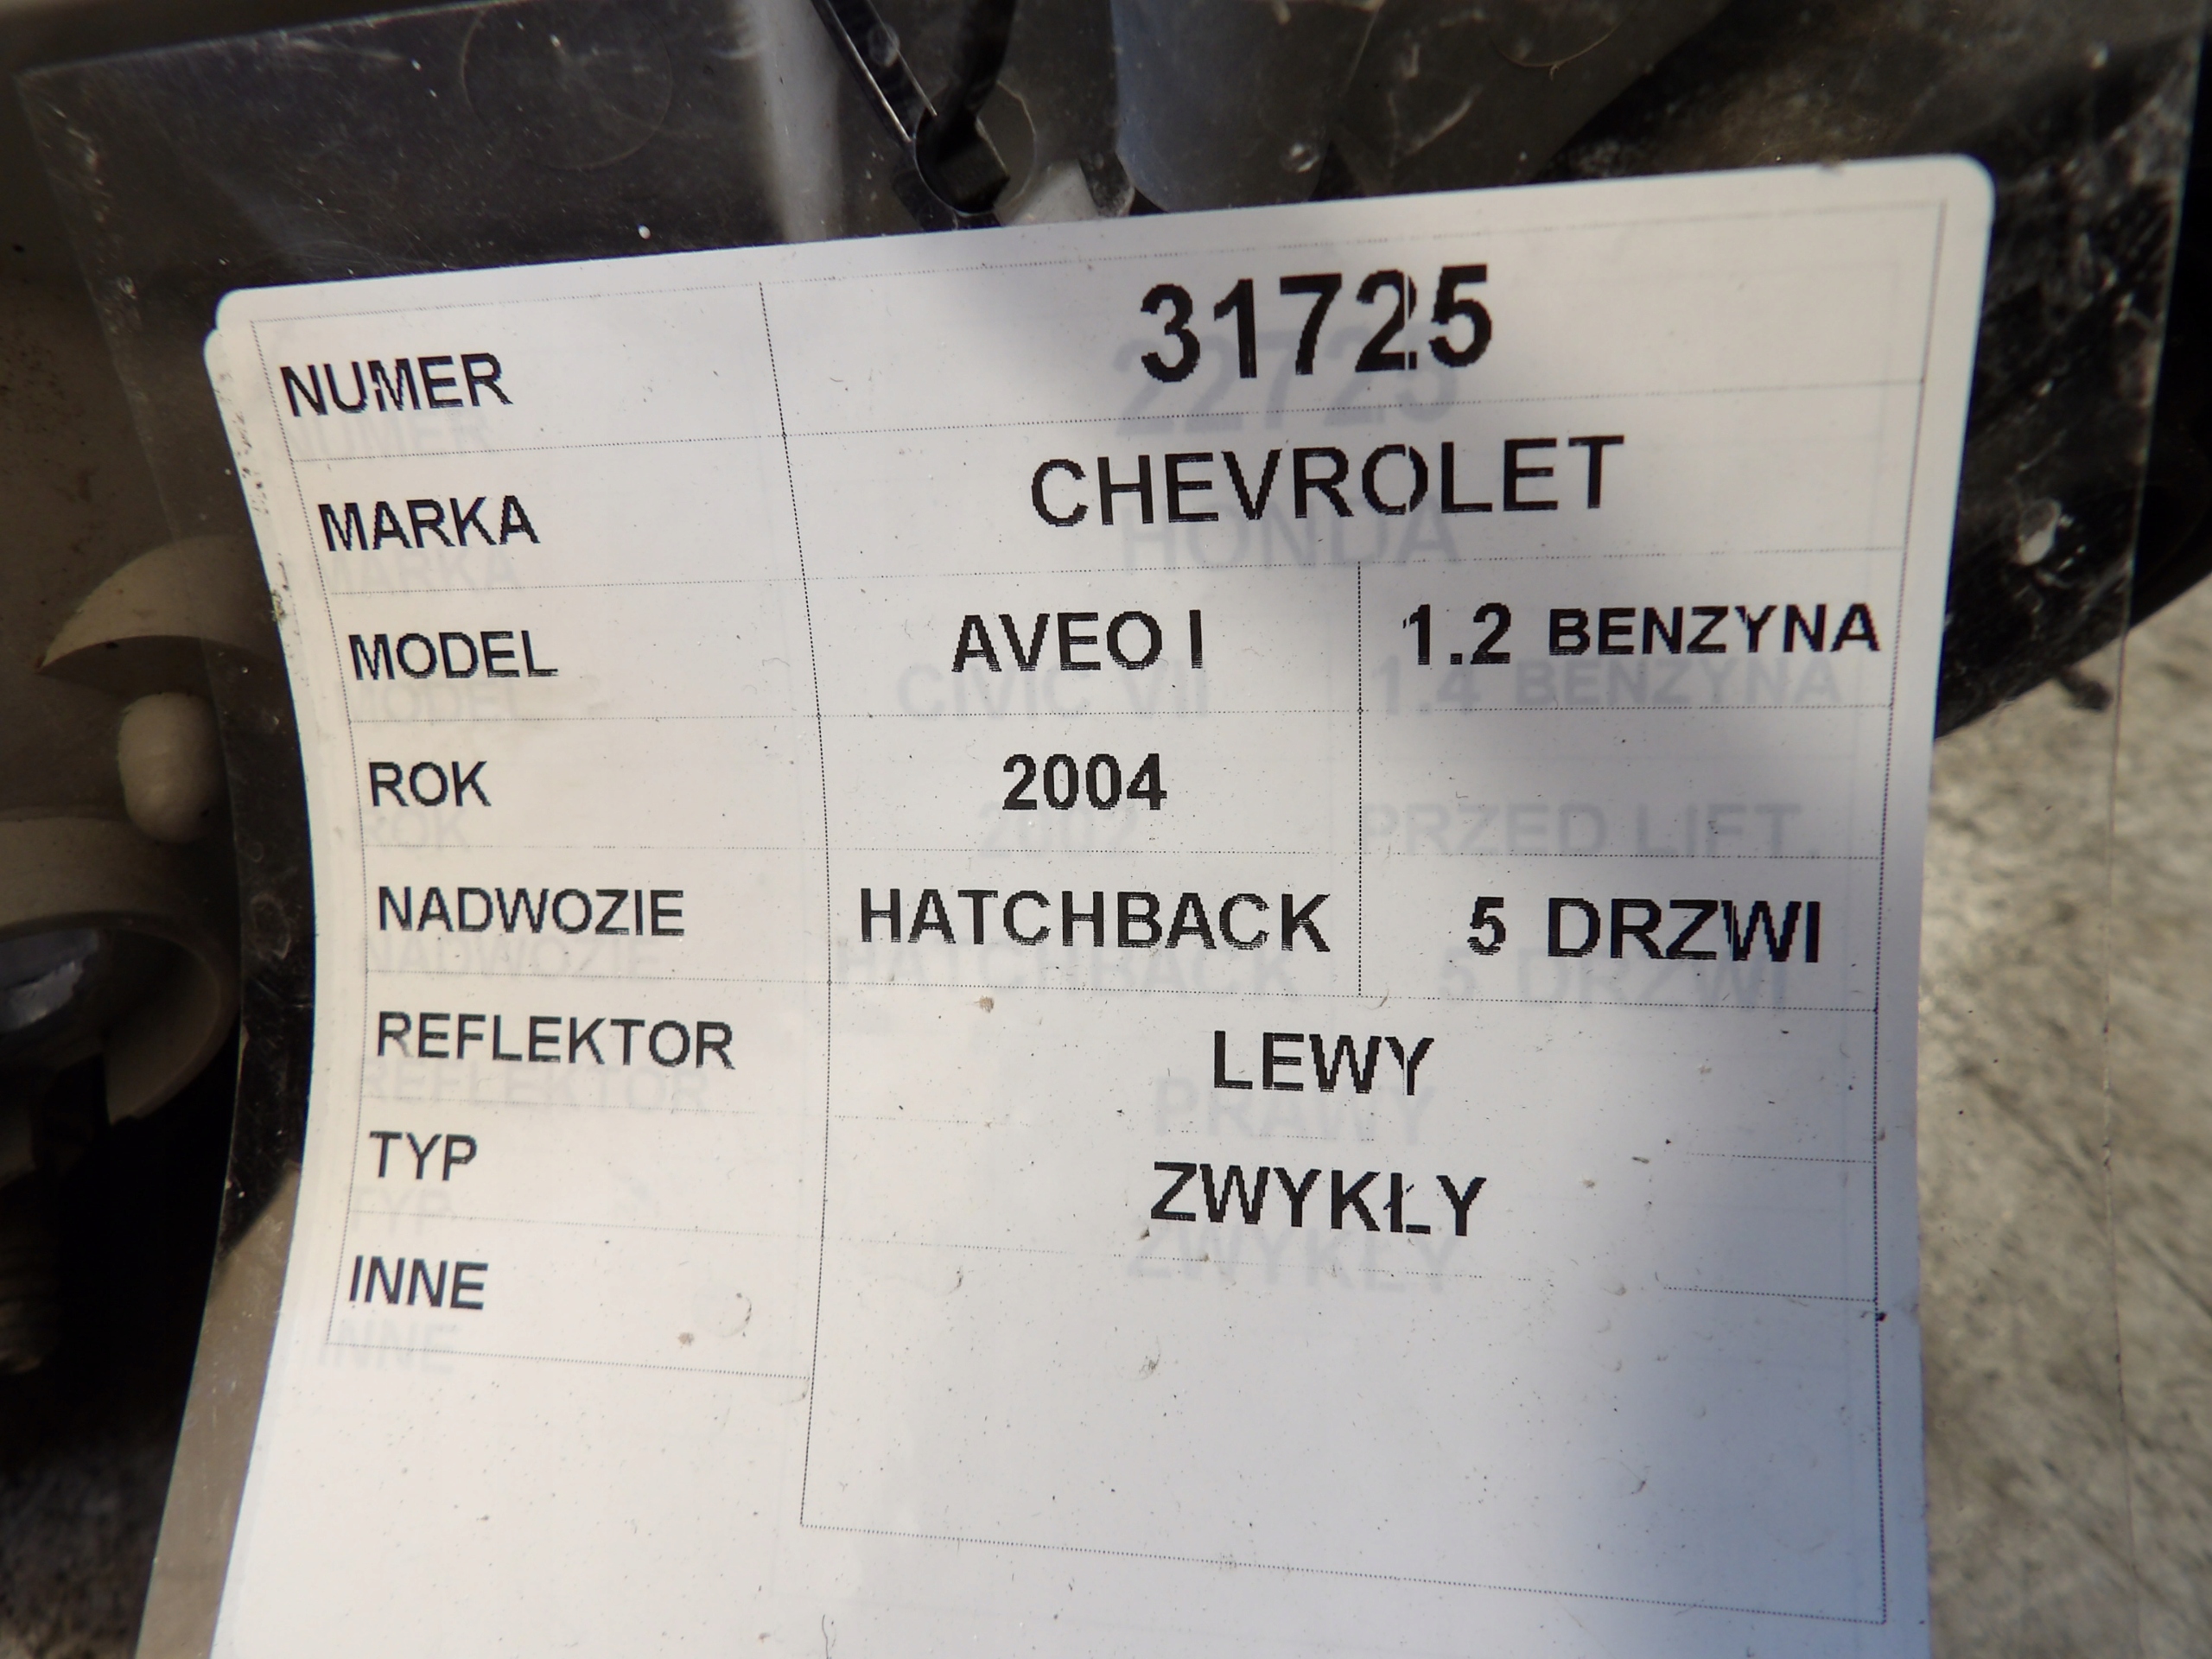 NUMER 31725
MARKA CHEVROLET
MODEL AVEO I 1.2 BENZYNA
ROK 2004
NADWOZIE HATCHBACK 5 DRZWI
REFLEKTOR LEWY
TYP ZWYKŁY
INNE